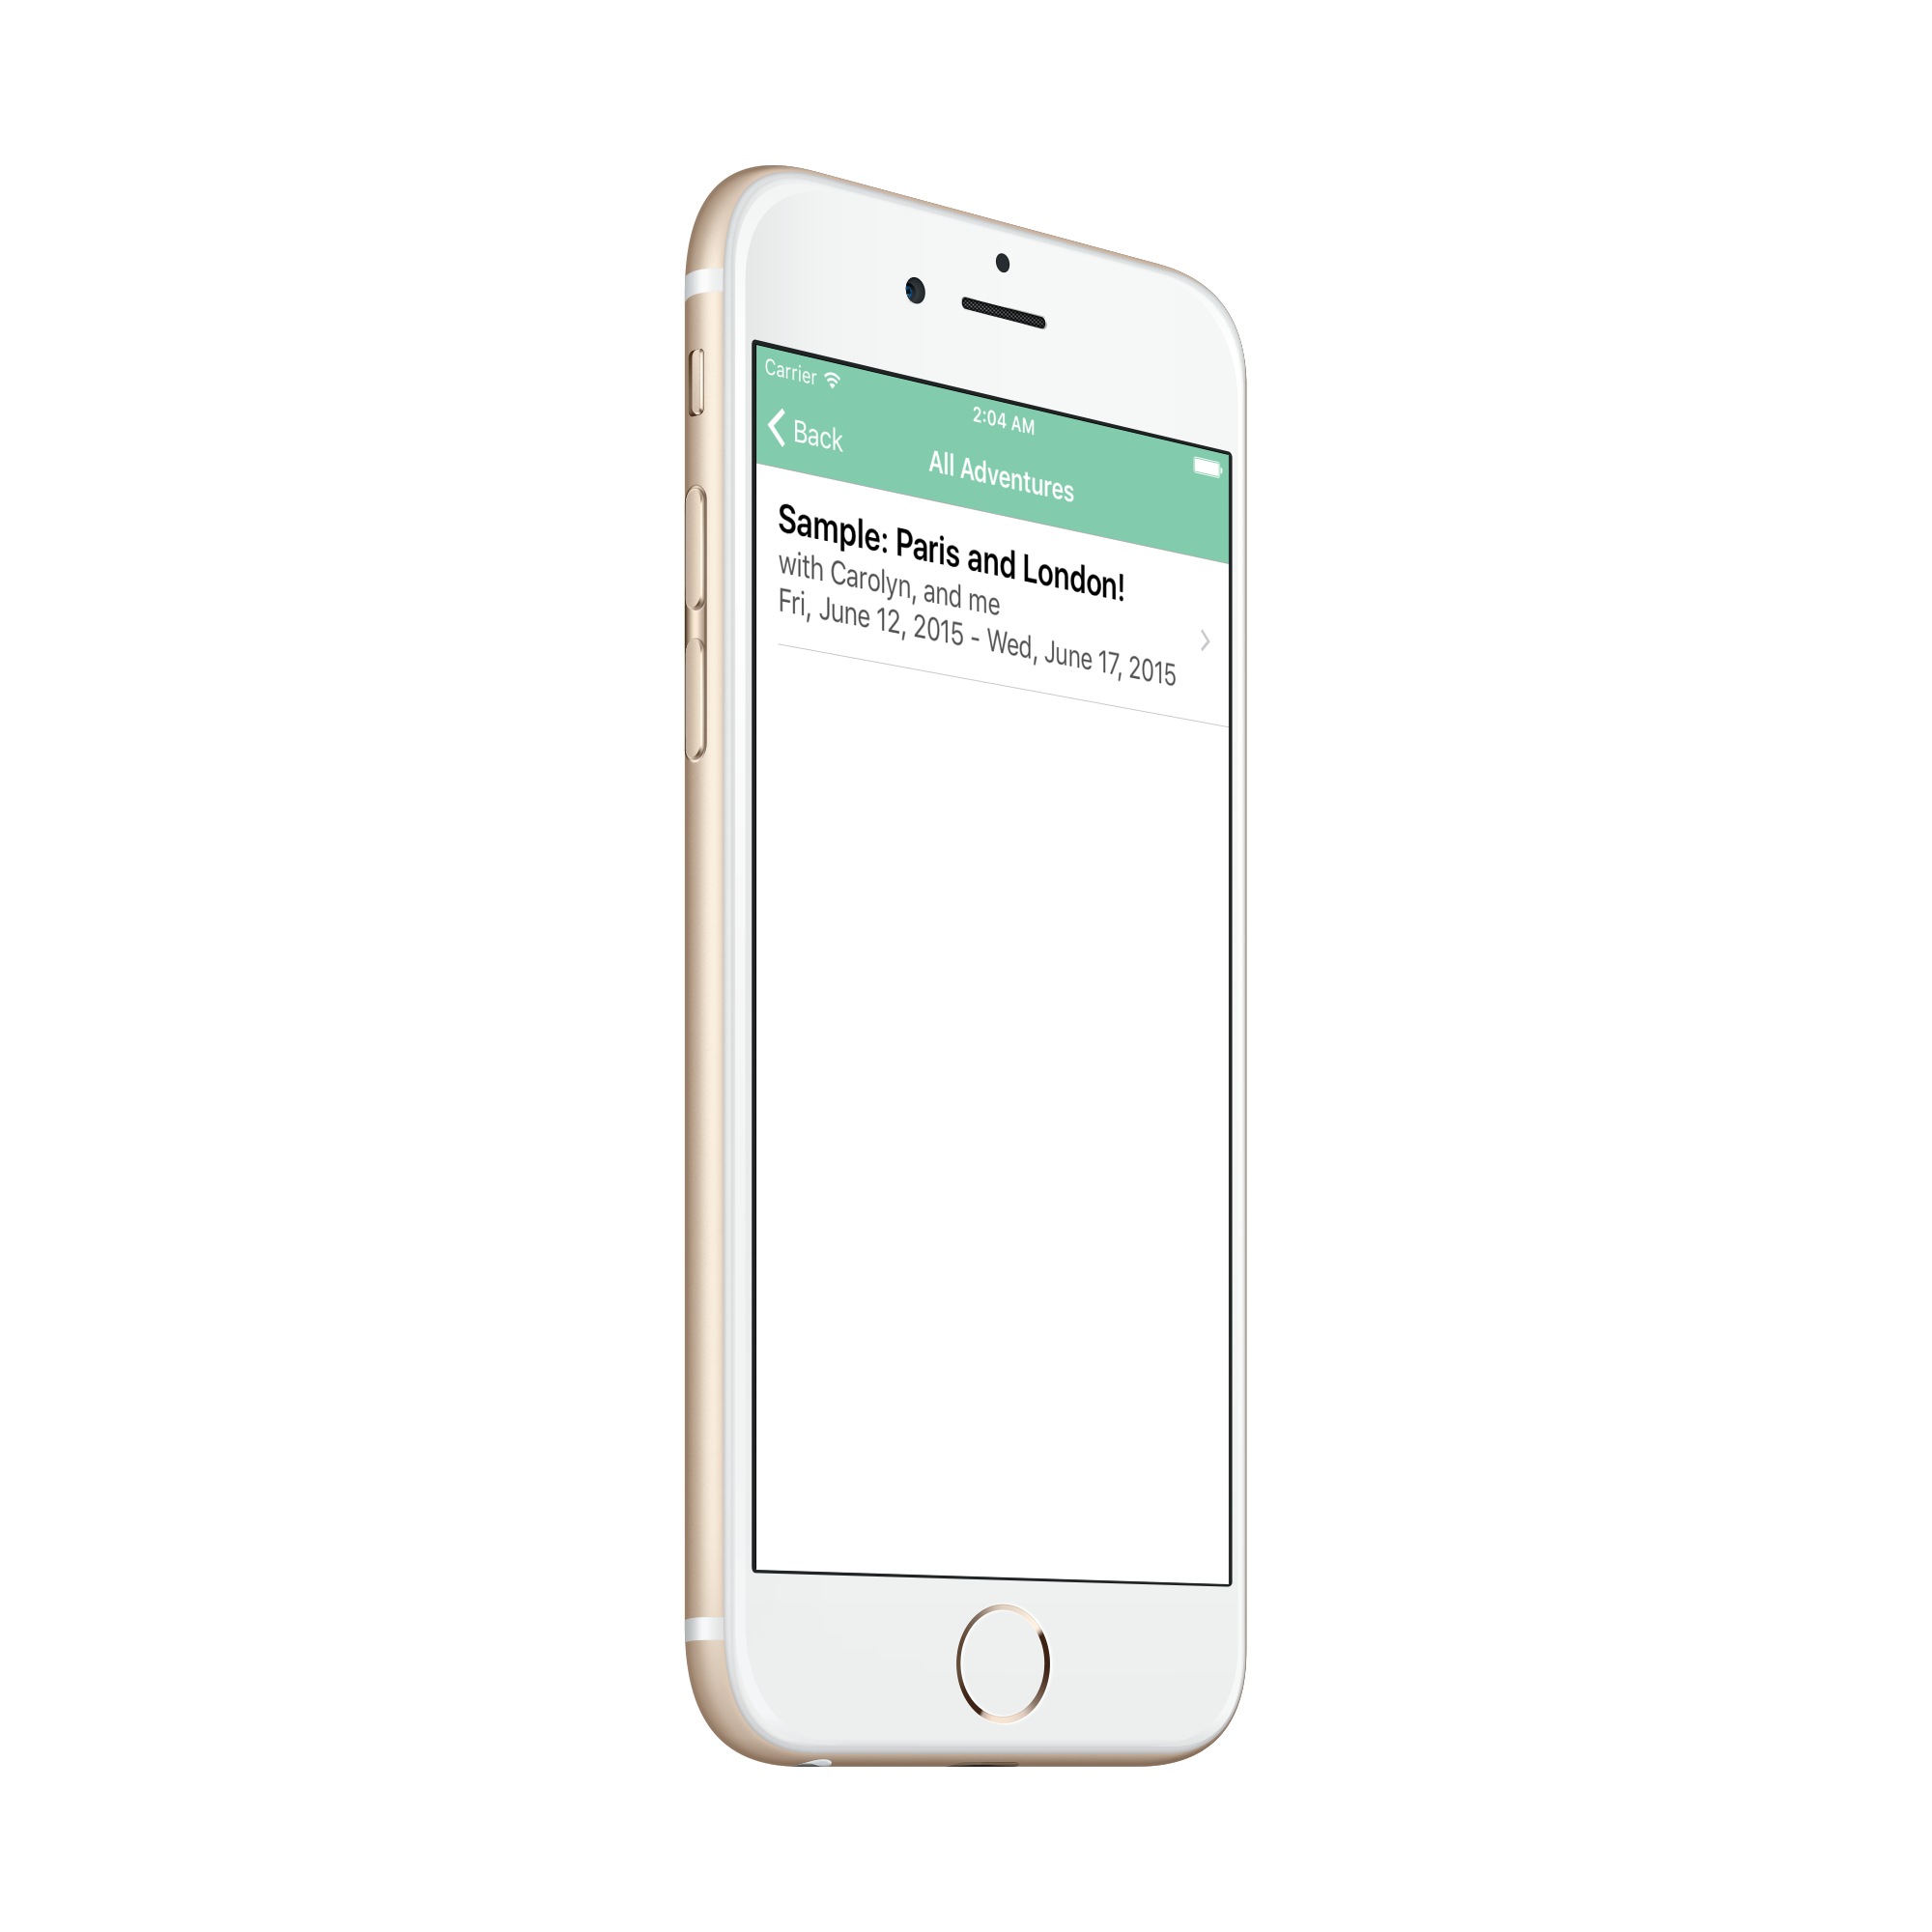 Carrier
2:04 AM
Back
All Adventures
Sample: Paris and London!
with Carolyn, and me
Fri, June 12, 2015 - Wed, June 17, 2015